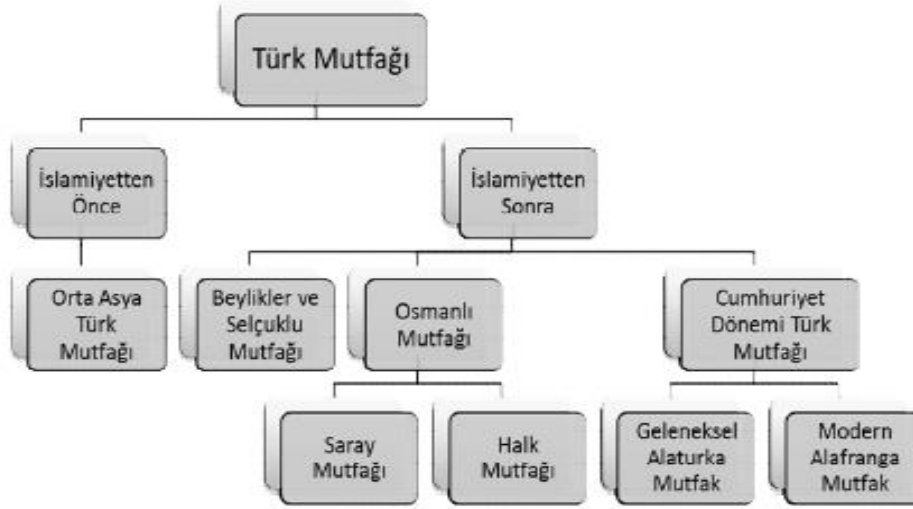 Türk Mutfağı
İslamiyetten
Önce
İslamiyetten
Sonra
Orta Asya
Türk
Mutfağı
Beylikler ve
Selçuklu
Mutfağı
Osmanlı
Mutfağı
Cumhuriyet
Dönemi Türk
Mutfağı
Saray
Mutfağı
Halk
Mutfağı
Geleneksel
Alaturka
Mutfak
Modern
Alafranga
Mutfak